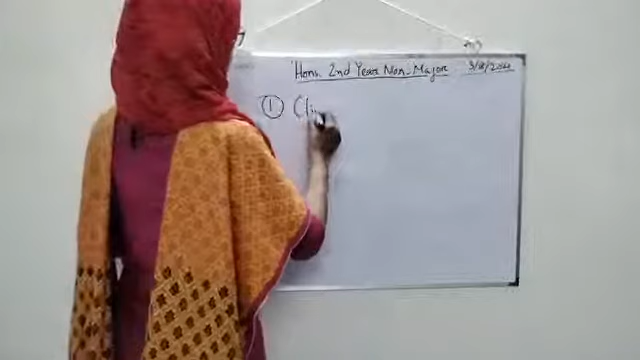 Hons 2nd Year Non-Major
① (i